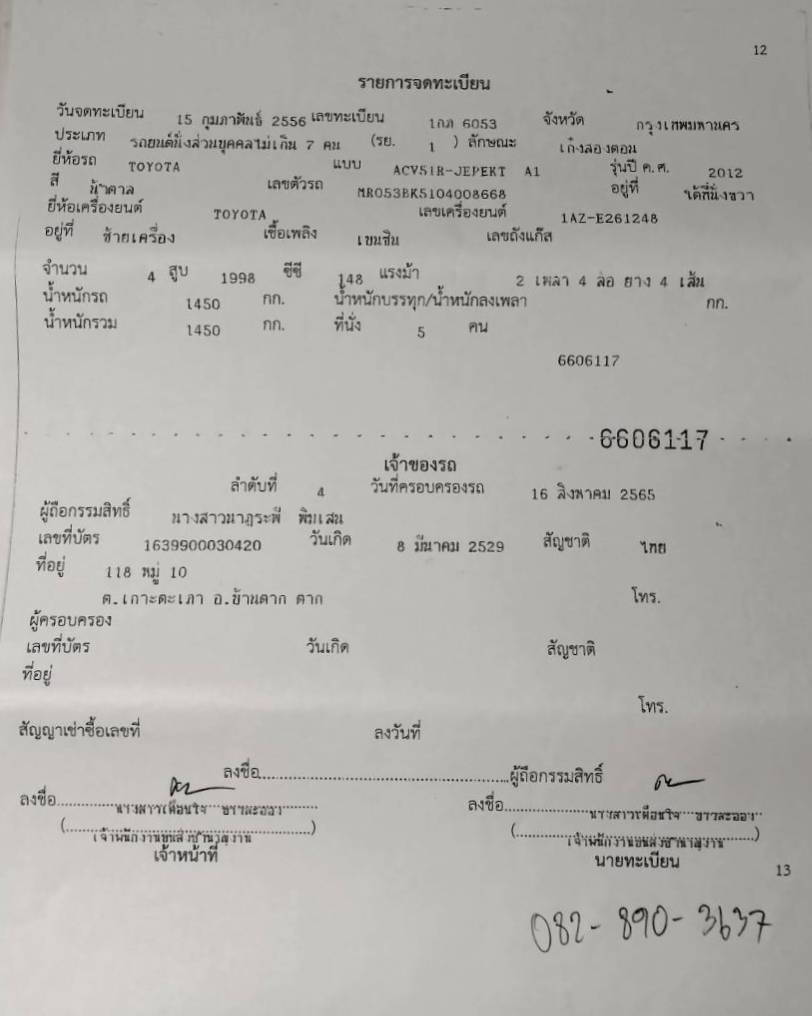 12
รายการจดทะเบียน
วันจดทะเบียน 15 กุมภาพันธ์ 2556 เลขทะเบียน 1กภ 6053 จังหวัด กรุงเทพมหานคร
ประเภท รถยนต์นั่งส่วนบุคคลไม่เกิน 7 คน (รย. 1 ) ลักษณะ เก๋งสองตอน
ยี่ห้อรถ TOYOTA แบบ ACV51R-JEPEKT A1 รุ่นปี ค.ศ. 2012
สี น้ำตาล เลขตัวรถ MR053BK5104008668 อยู่ที่ ใต้ที่นั่งขวา
ยี่ห้อเครื่องยนต์ TOYOTA เลขเครื่องยนต์ 1AZ-E261248
อยู่ที่ ซ้ายเครื่อง เชื้อเพลิง เบนซิน เลขถังแก๊ส
จำนวน 4 สูบ 1998 ซีซี 148 แรงม้า 2 เพลา 4 ล้อ ยาง 4 เส้น
น้ำหนักรถ 1450 กก. น้ำหนักบรรทุก/น้ำหนักลงเพลา กก.
น้ำหนักรวม 1450 กก. ที่นั่ง 5 คน
6606117
6606117
เจ้าของรถ
ลำดับที่ 4 วันที่ครอบครองรถ 16 สิงหาคม 2565
ผู้ถือกรรมสิทธิ์ นางสาวนาฎระพี พิมเสน
เลขที่บัตร 1639900030420 วันเกิด 8 มีนาคม 2529 สัญชาติ ไทย
ที่อยู่ 118 หมู่ 10
ต.เกาะตะเภา อ.บ้านตาก ตาก โทร.
ผู้ครอบครอง
เลขที่บัตร วันเกิด สัญชาติ
ที่อยู่
โทร.
สัญญาเช่าซื้อเลขที่ ลงวันที่
ลงชื่อ ผู้ถือกรรมสิทธิ์
ลงชื่อ ลงชื่อ
นางสาวเตือนใจ ขาวละออง นางสาวเตือนใจ ขาวละออง
(เจ้าพนักงานขนส่งชำนาญงาน) (เจ้าพนักงานขนส่งชำนาญงาน)
เจ้าหน้าที่ นายทะเบียน
13
082-890-3637